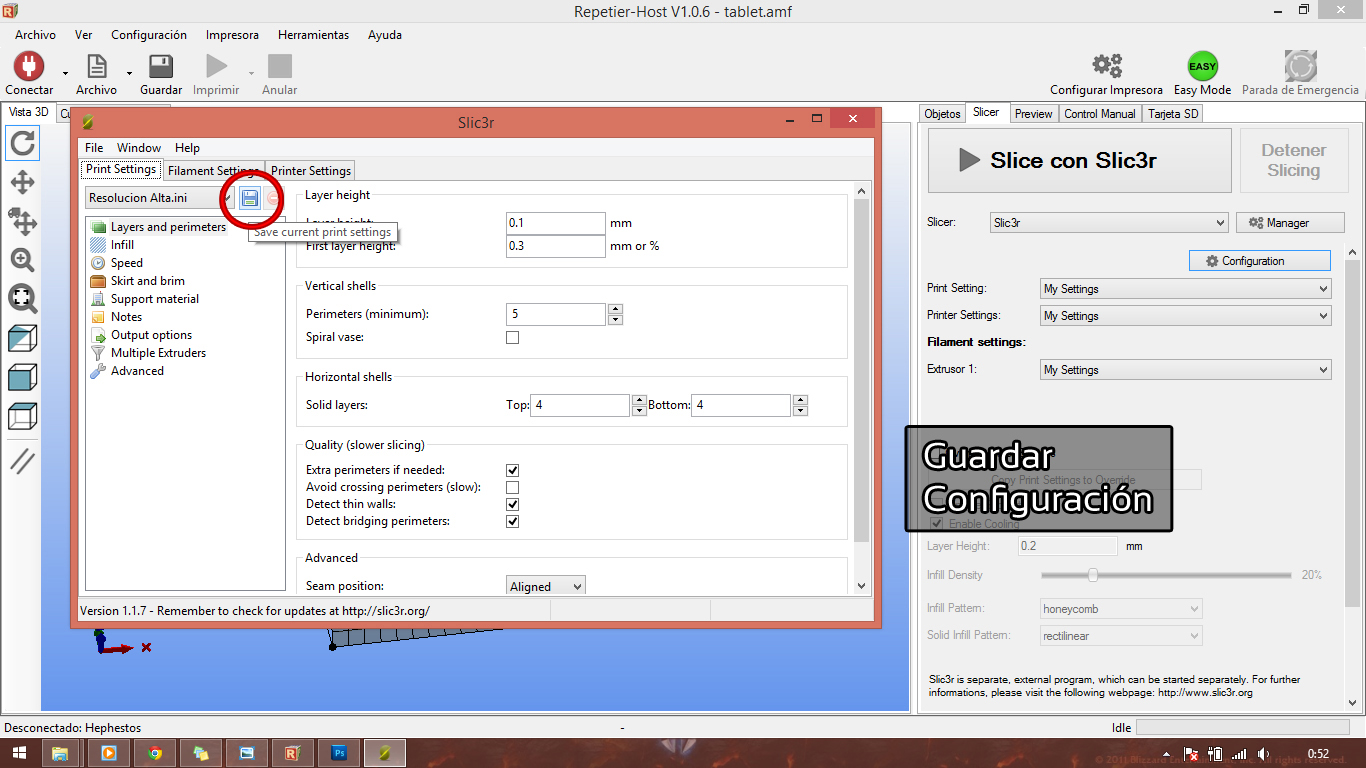 Repetier-Host V1.0.6 - tablet.amf
Archivo Ver Configuración Impresora Herramientas Ayuda
Conectar Archivo Guardar Imprimir Anular Configurar Impresora Easy Mode Parada de Emergencia
EASY
Vista 3D Cu
Slic3r
File Window Help
Print Settings Filament Settings Printer Settings
Resolucion Alta.ini
Save current print settings
Layers and perimeters
Infill
Speed
Skirt and brim
Support material
Notes
Output options
Multiple Extruders
Advanced
Layer height
Layer height: 0.1 mm
First layer height: 0.3 mm or %
Vertical shells
Perimeters (minimum): 5
Spiral vase:
Horizontal shells
Solid layers: Top: 4 Bottom: 4
Quality (slower slicing)
Extra perimeters if needed:
Avoid crossing perimeters (slow):
Detect thin walls:
Detect bridging perimeters:
Advanced
Seam position: Aligned
Version 1.1.7 - Remember to check for updates at http://slic3r.org/
Objetos Slicer Preview Control Manual Tarjeta SD
Slice con Slic3r
Detener
Slicing
Slicer: Slic3r Manager
Configuration
Print Setting: My Settings
Printer Settings: My Settings
Filament settings:
Extrusor 1: My Settings
Guardar
Configuración
Copy Print Settings to Override
Enable Cooling
Layer Height: 0.2 mm
Infill Density 20%
Infill Pattern: honeycomb
Solid Infill Pattern: rectilinear
Slic3r is separate, external program, which can be started separately. For further
informations, please visit the following webpage: http://www.slic3r.org
Desconectado: Hephestos - Idle
Ps
0:52